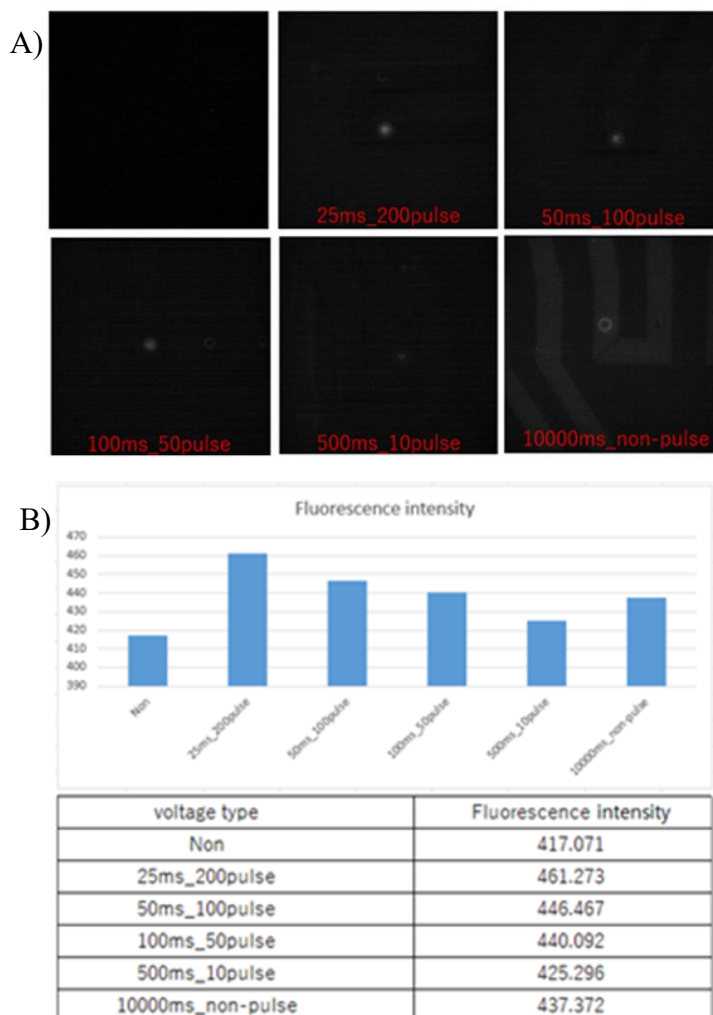 A)
25ms_200pulse
50ms_100pulse
100ms_50pulse
500ms_10pulse
10000ms_non-pulse
B)
Fluorescence intensity
470
460
450
440
430
420
410
400
390
Non
25ms_200pulse
50ms_100pulse
100ms_50pulse
500ms_10pulse
10000ms_non-pulse
voltage type Fluorescence intensity
Non 417.071
25ms_200pulse 461.273
50ms_100pulse 446.467
100ms_50pulse 440.092
500ms_10pulse 425.296
10000ms_non-pulse 437.372